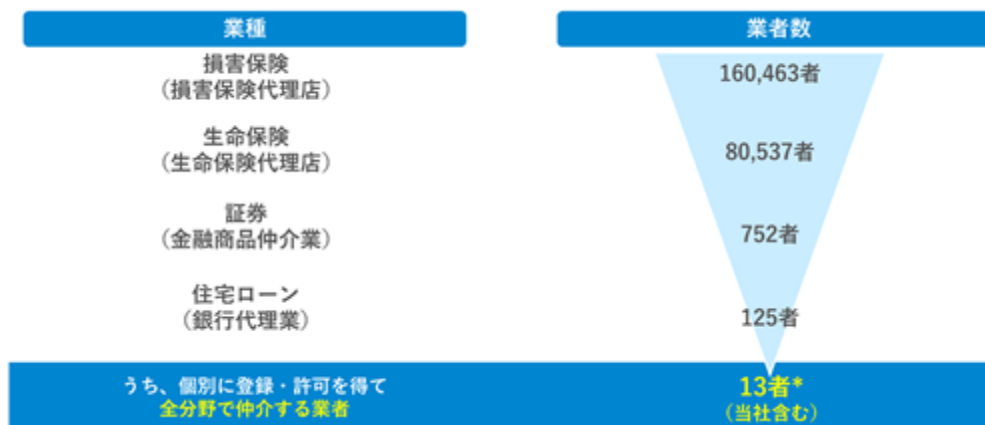 業種
業者数
損害保険
（損害保険代理店）
160,463者
生命保険
（生命保険代理店）
80,537者
証券
（金融商品仲介業）
752者
住宅ローン
（銀行代理業）
125者
うち、個別に登録・許可を得て
全分野で仲介する業者
13者*
（当社含む）